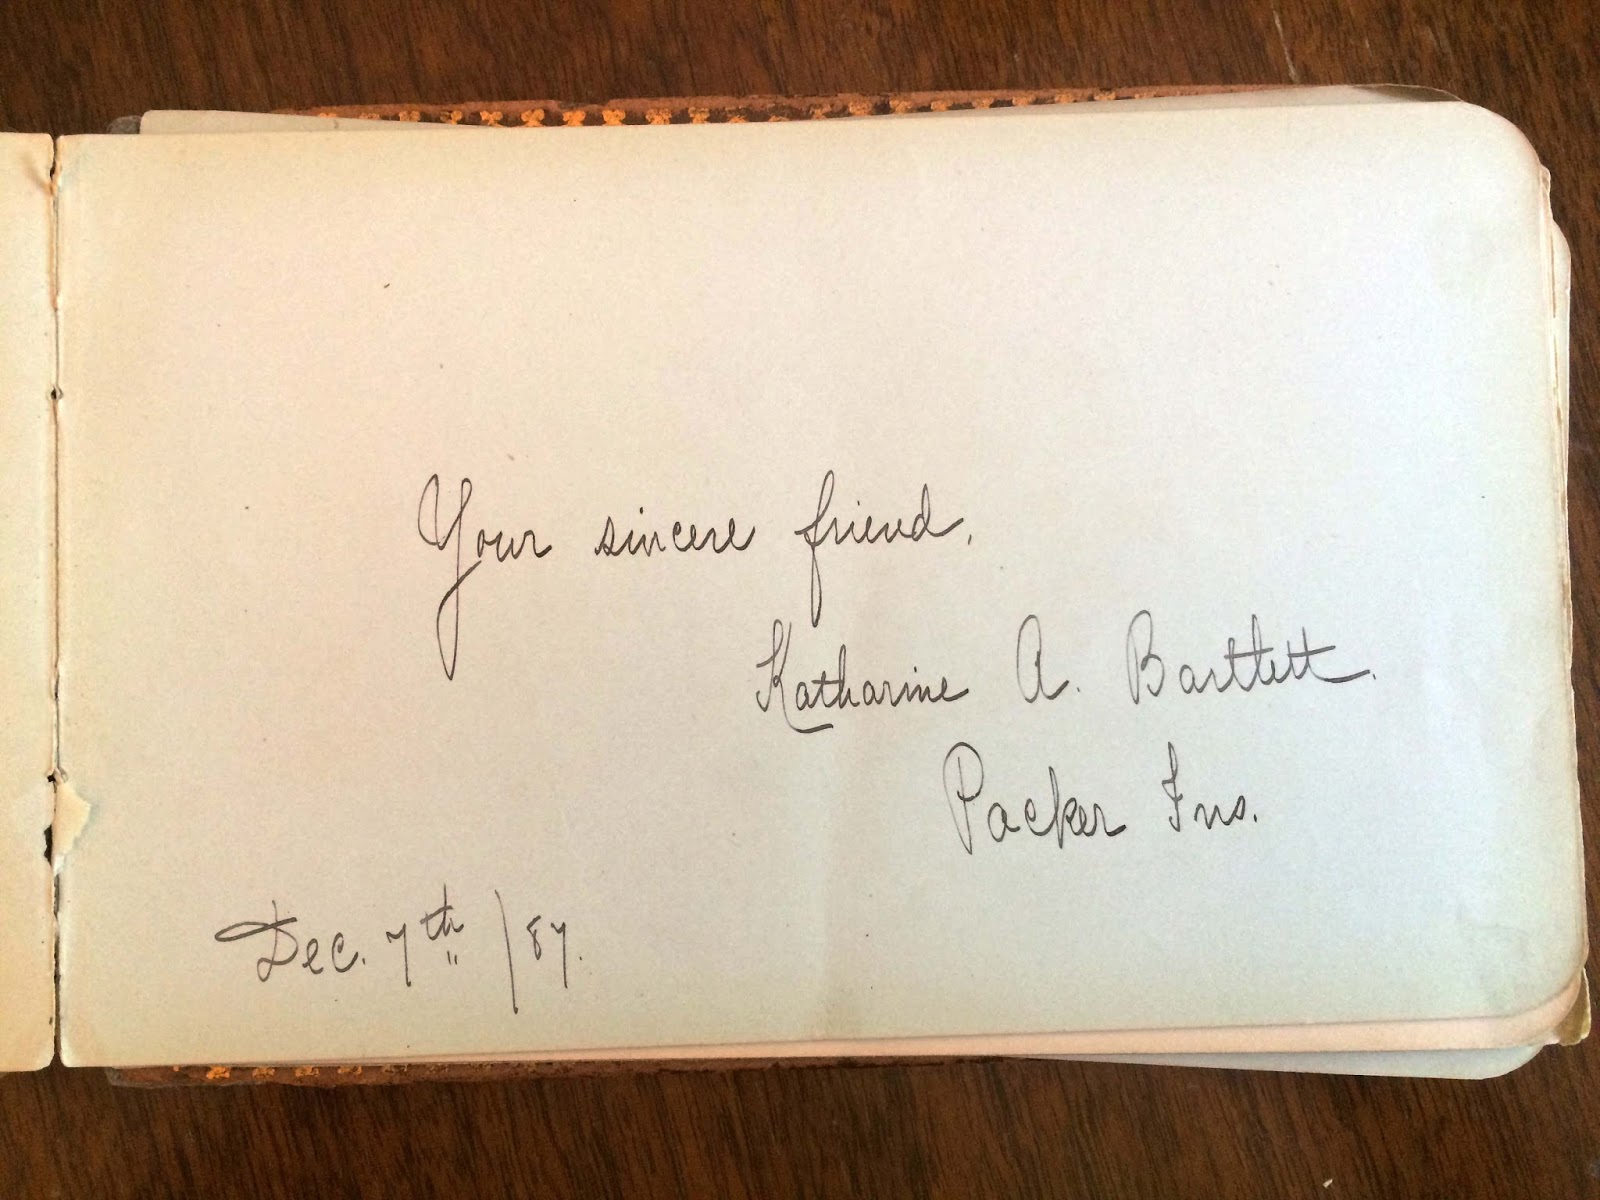 Your sincere friend,
Katharine A. Bartlett.
Packer Ins.
Dec. 7th /87.